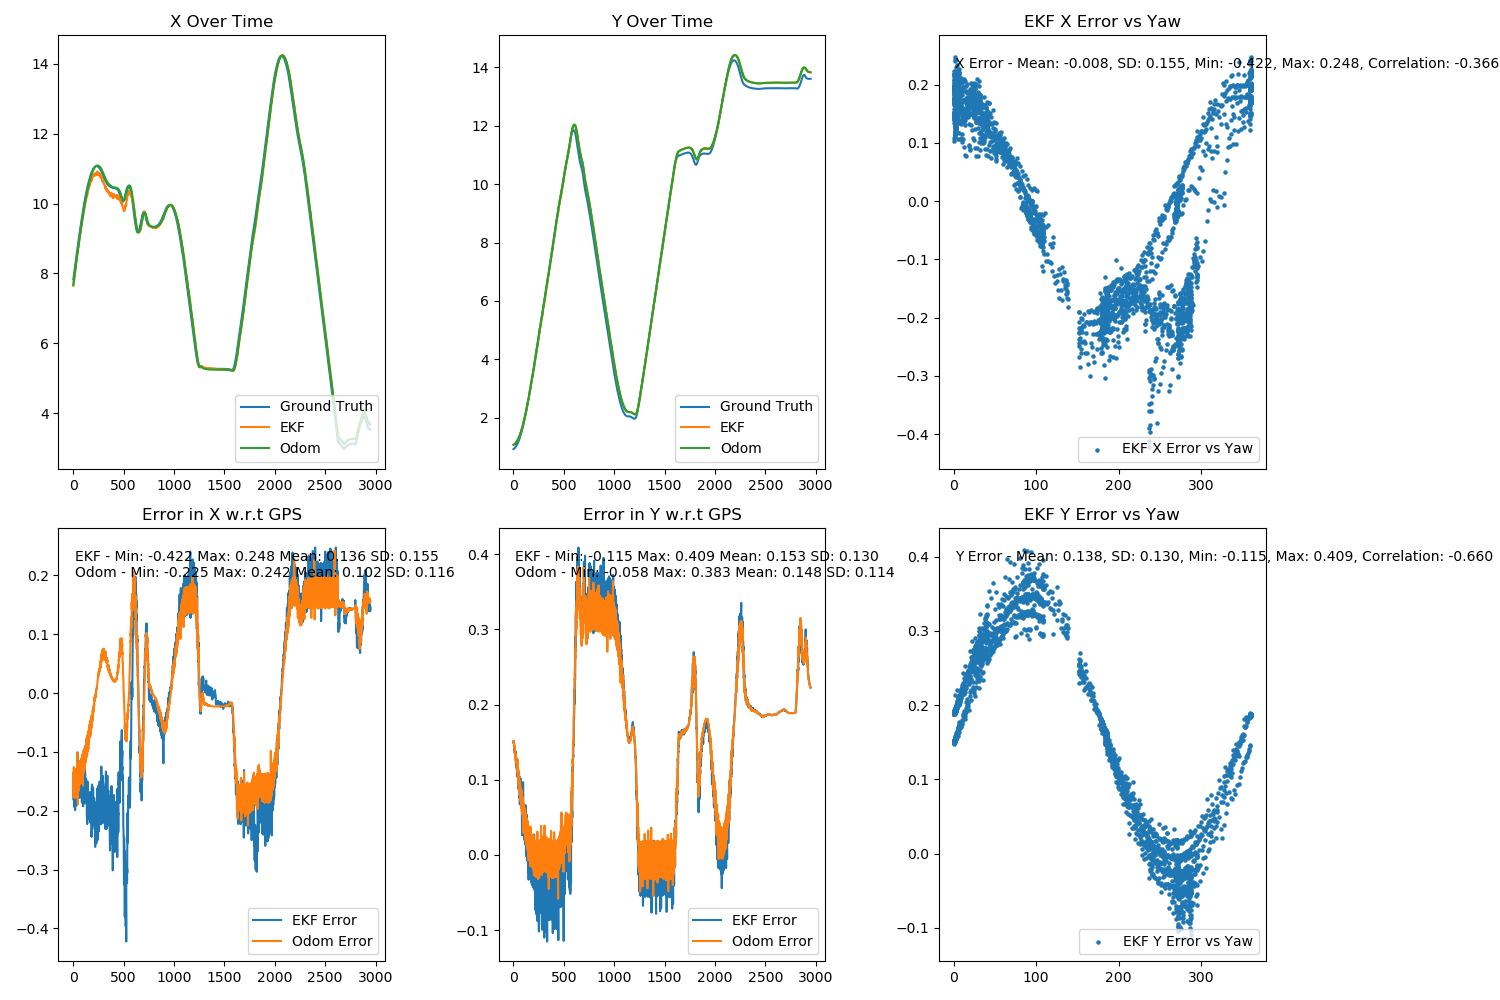 X Over Time
14
12
10
8
6
4
0 500 1000 1500 2000 2500 3000
Ground Truth
EKF
Odom
Y Over Time
14
12
10
8
6
4
2
0 500 1000 1500 2000 2500 3000
Ground Truth
EKF
Odom
EKF X Error vs Yaw
X Error - Mean: -0.008, SD: 0.155, Min: -0.422, Max: 0.248, Correlation: -0.366
0.2
0.1
0.0
−0.1
−0.2
−0.3
−0.4
0 100 200 300
EKF X Error vs Yaw
Error in X w.r.t GPS
EKF - Min: -0.422 Max: 0.248 Mean: 0.136 SD: 0.155
Odom - Min: -0.225 Max: 0.242 Mean: 0.102 SD: 0.116
0.2
0.1
0.0
−0.1
−0.2
−0.3
−0.4
0 500 1000 1500 2000 2500 3000
EKF Error
Odom Error
Error in Y w.r.t GPS
EKF - Min: -0.115 Max: 0.409 Mean: 0.153 SD: 0.130
Odom - Min: -0.058 Max: 0.383 Mean: 0.148 SD: 0.114
0.4
0.3
0.2
0.1
0.0
−0.1
0 500 1000 1500 2000 2500 3000
EKF Error
Odom Error
EKF Y Error vs Yaw
Y Error - Mean: 0.138, SD: 0.130, Min: -0.115, Max: 0.409, Correlation: -0.660
0.4
0.3
0.2
0.1
0.0
−0.1
0 100 200 300
EKF Y Error vs Yaw